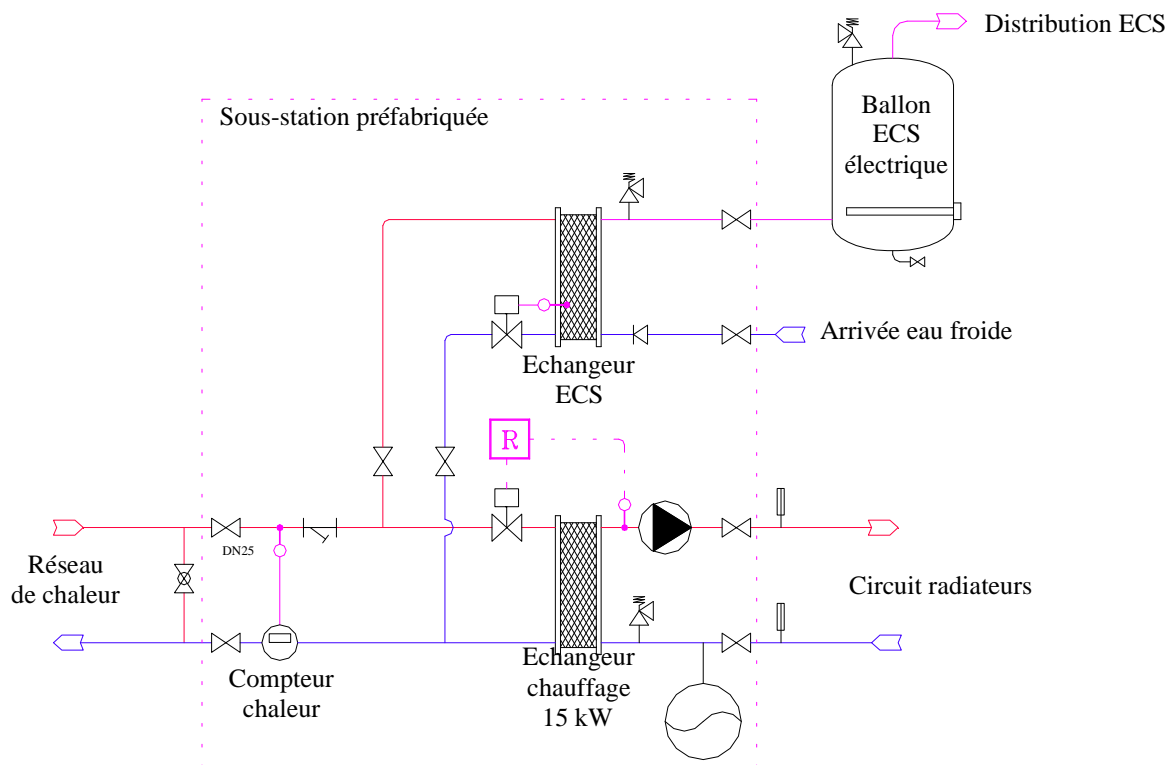 Distribution ECS
Sous-station préfabriquée
Ballon
ECS
électrique
Arrivée eau froide
Echangeur
ECS
R
DN25
Réseau
de chaleur
Circuit radiateurs
Compteur
chaleur
Echangeur
chauffage
15 kW